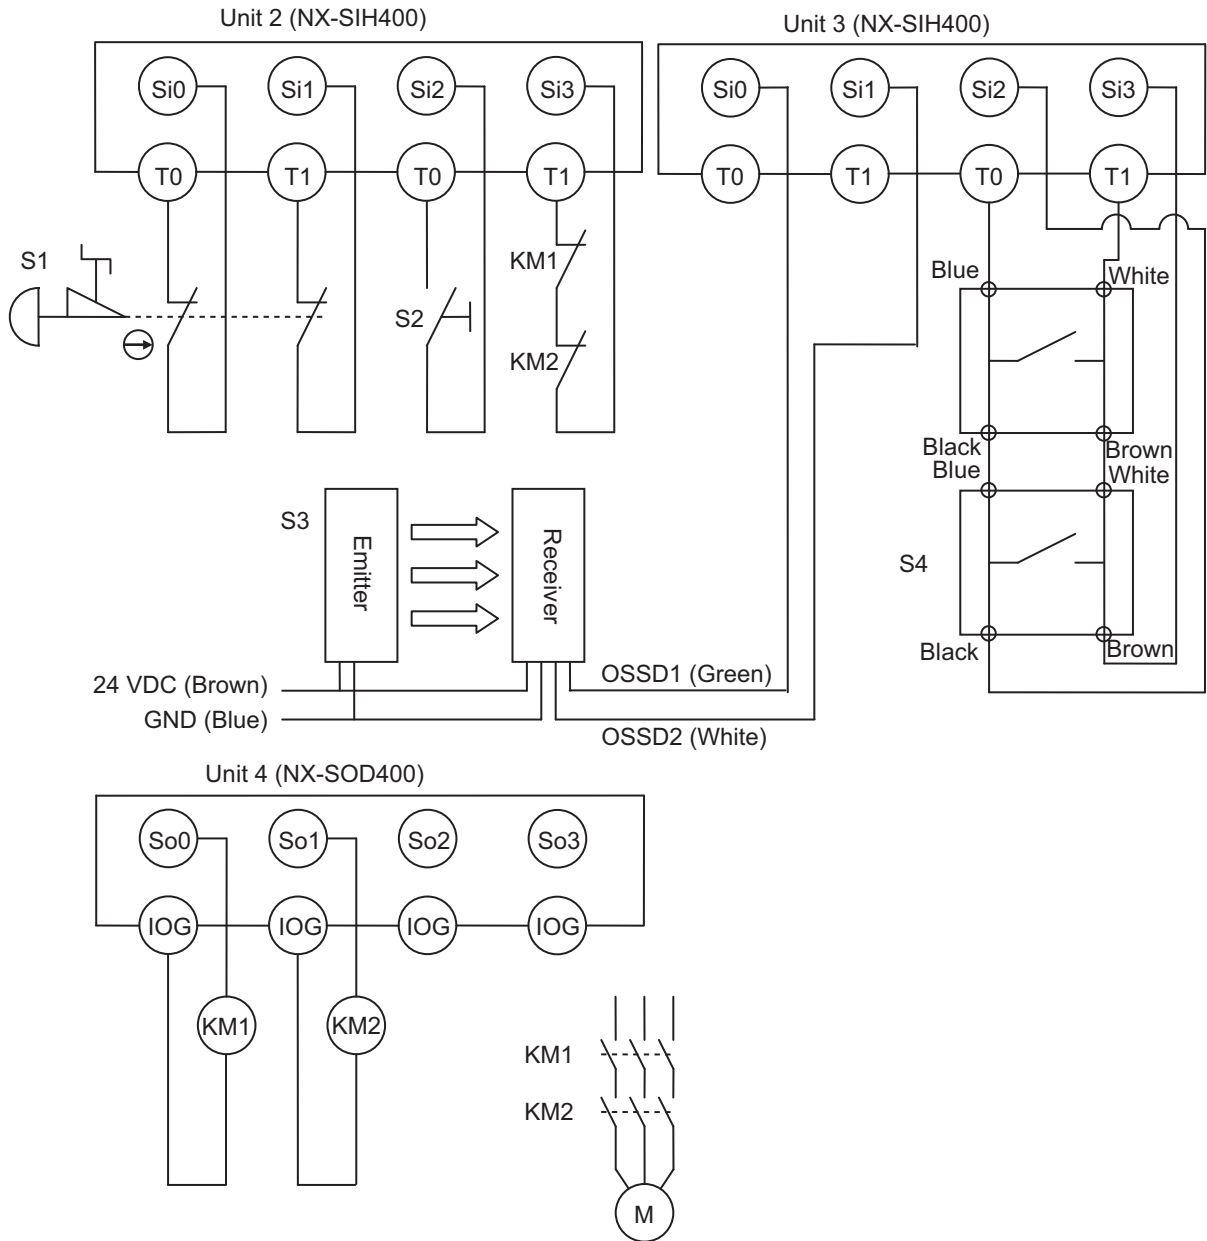 Unit 2 (NX-SIH400)
Si0 Si1 Si2 Si3
T0 T1 T0 T1
S1
S2
KM1
KM2
Unit 3 (NX-SIH400)
Si0 Si1 Si2 Si3
T0 T1 T0 T1
Blue White
Black Brown
Blue White
S4
Black Brown
S3
Emitter
Receiver
24 VDC (Brown)
GND (Blue)
OSSD1 (Green)
OSSD2 (White)
Unit 4 (NX-SOD400)
So0 So1 So2 So3
IOG IOG IOG IOG
KM1 KM2
KM1
KM2
M